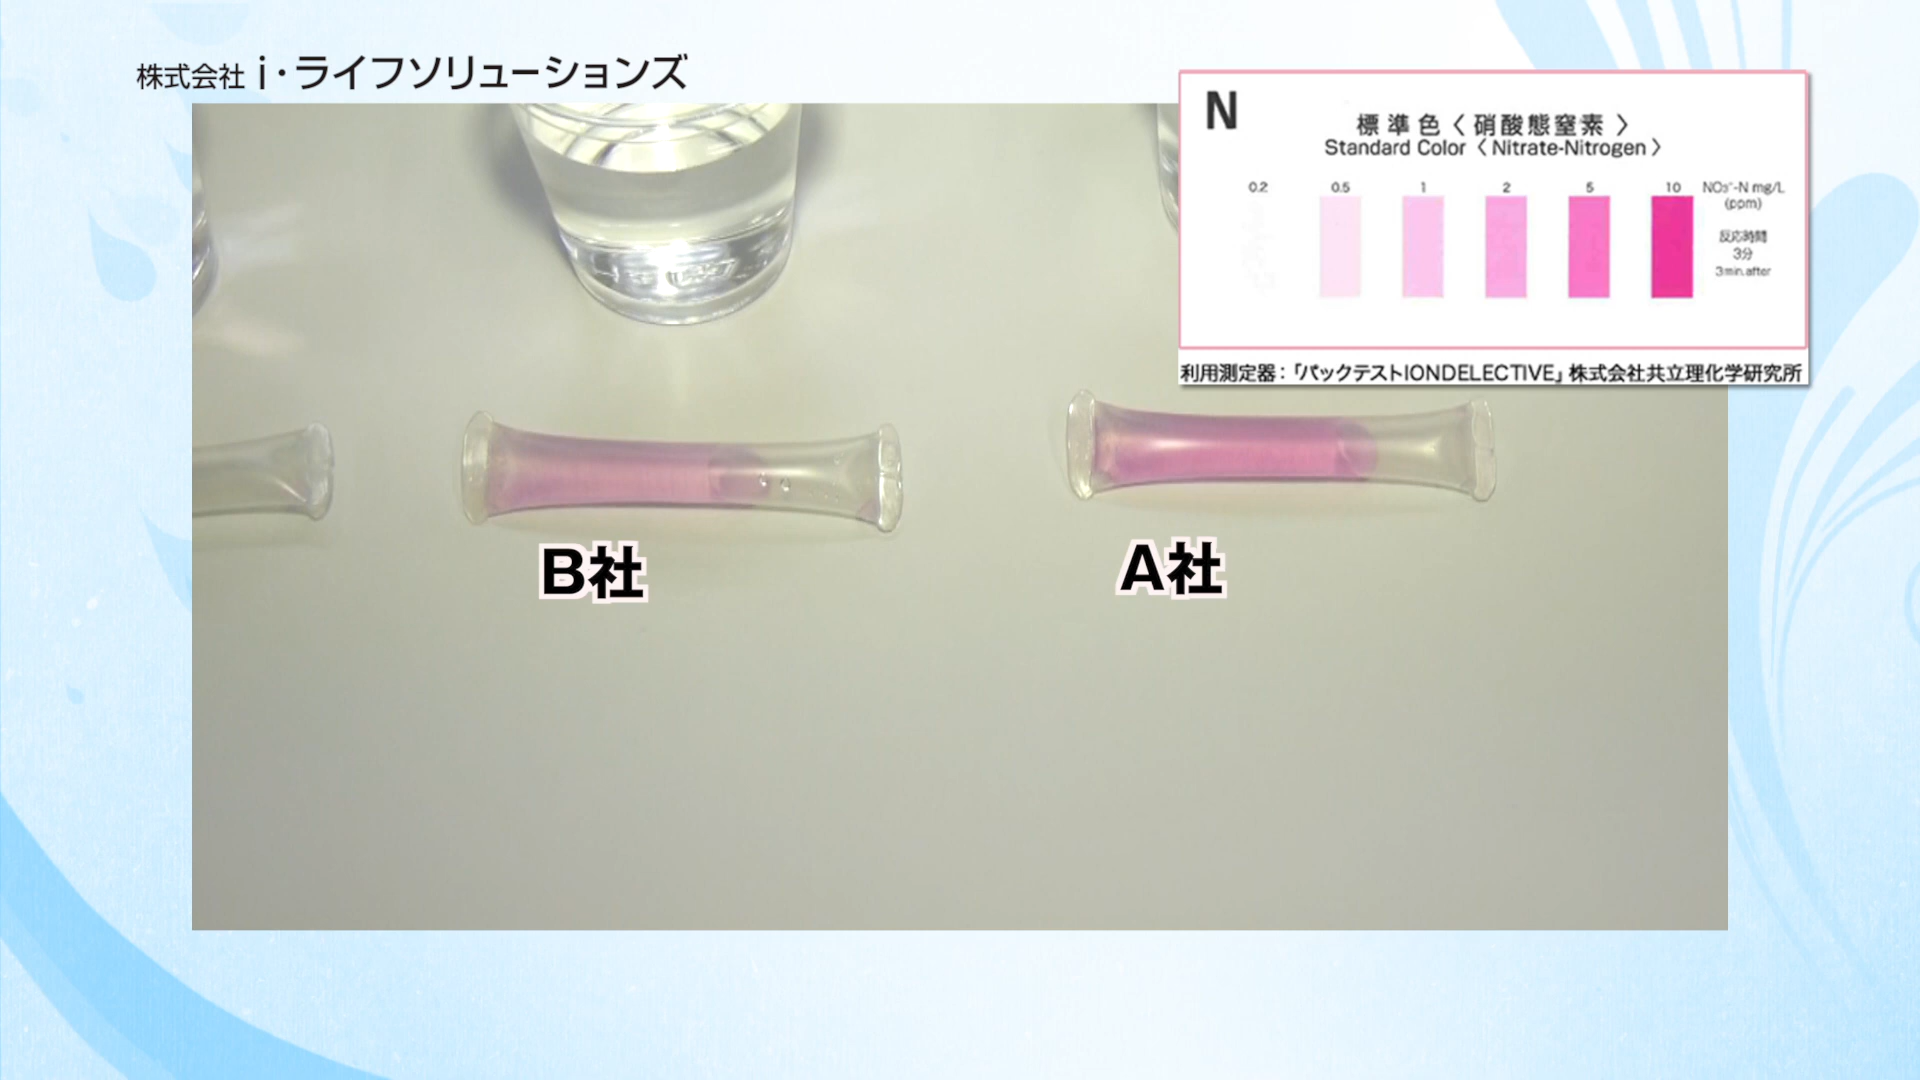 株式会社 i・ライフソリューションズ
N
標準色〈硝酸態窒素〉
Standard Color〈Nitrate-Nitrogen〉
0.2 0.5 1 2 5 10 NO₃⁻-N mg/L
(ppm)
反応時間
3分
3min.after
利用測定器：「パックテストIONDELECTIVE」株式会社共立理化学研究所
B社
A社